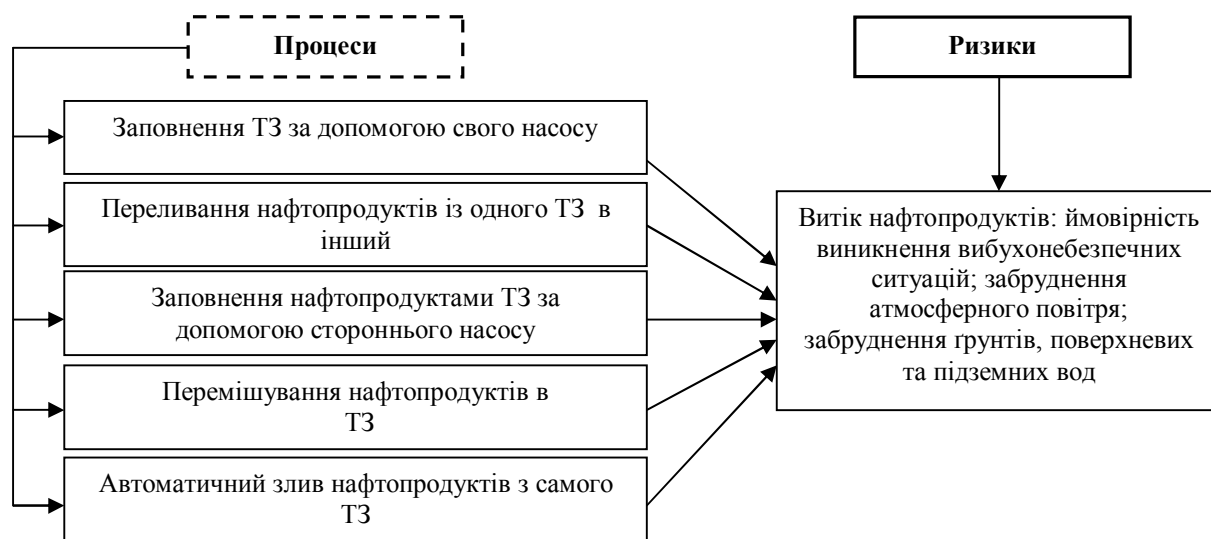 Процеси
Ризики
Заповнення ТЗ за допомогою свого насосу
Переливання нафтопродуктів із одного ТЗ в
інший
Заповнення нафтопродуктами ТЗ за
допомогою стороннього насосу
Перемішування нафтопродуктів в
ТЗ
Автоматичний злив нафтопродуктів з самого
ТЗ
Витік нафтопродуктів: ймовірність
виникнення вибухонебезпечних
ситуацій; забруднення
атмосферного повітря;
забруднення ґрунтів, поверхневих
та підземних вод